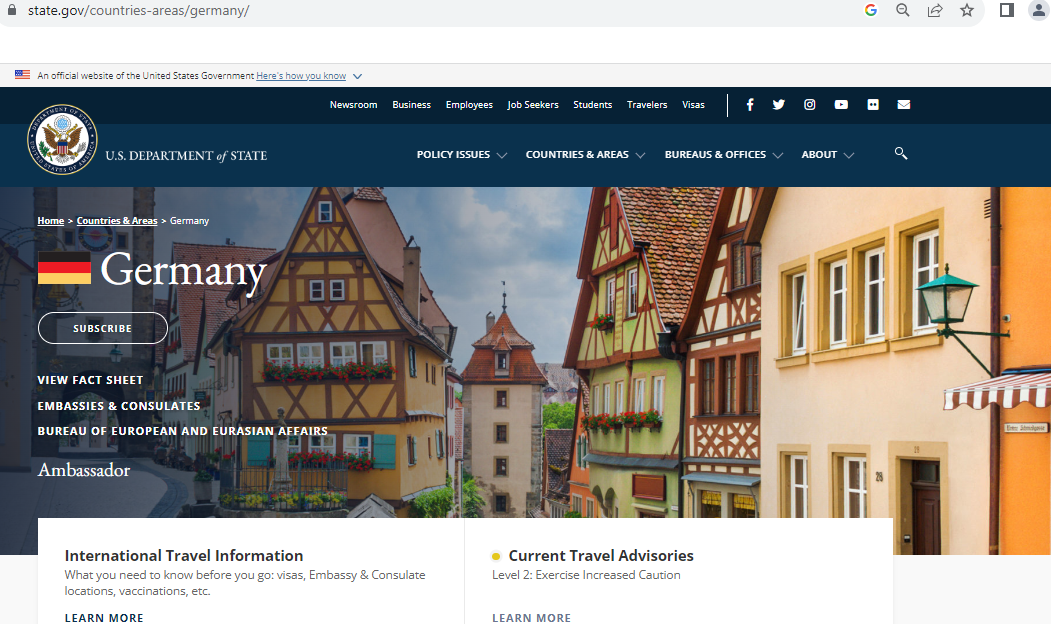 state.gov/countries-areas/germany/
An official website of the United States Government Here's how you know
Newsroom Business Employees Job Seekers Students Travelers Visas
U.S. DEPARTMENT of STATE
POLICY ISSUES COUNTRIES & AREAS BUREAUS & OFFICES ABOUT
Home > Countries & Areas > Germany
Germany
SUBSCRIBE
VIEW FACT SHEET
EMBASSIES & CONSULATES
BUREAU OF EUROPEAN AND EURASIAN AFFAIRS
Ambassador
International Travel Information
What you need to know before you go: visas, Embassy & Consulate
locations, vaccinations, etc.
LEARN MORE
Current Travel Advisories
Level 2: Exercise Increased Caution
LEARN MORE